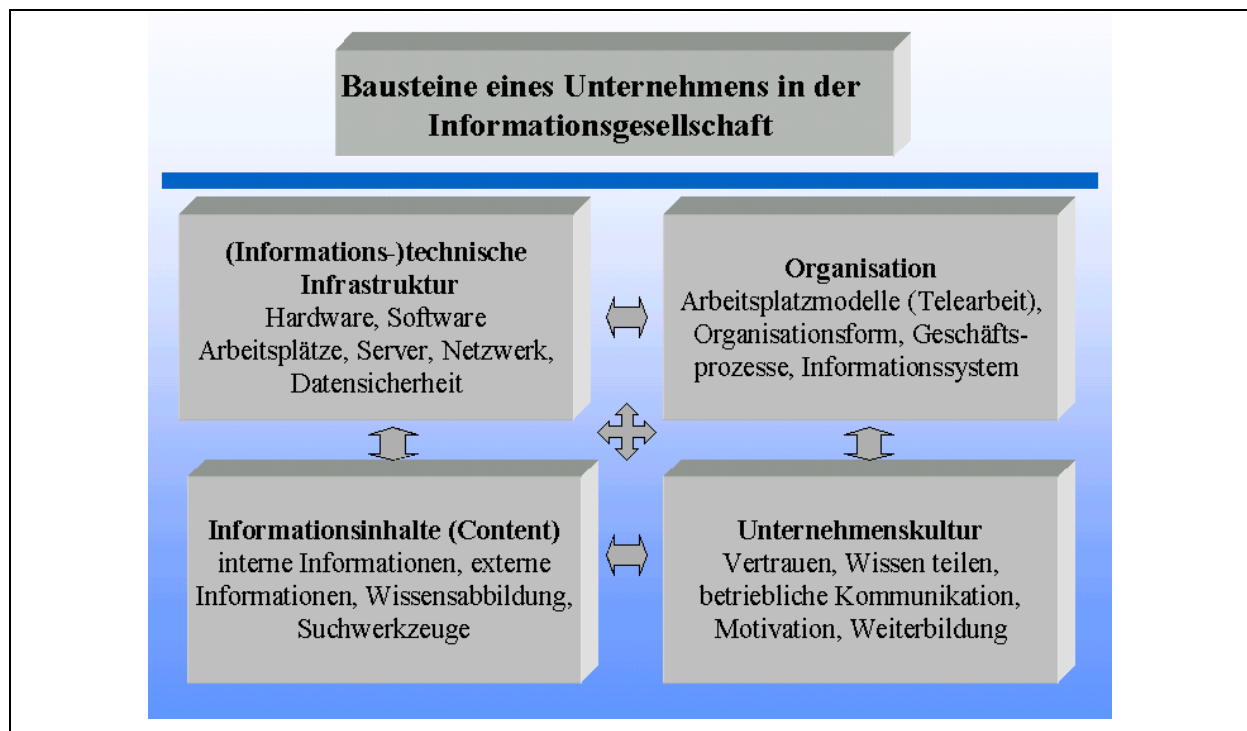 Bausteine eines Unternehmens in der
Informationsgesellschaft
(Informations-)technische
Infrastruktur
Hardware, Software
Arbeitsplätze, Server, Netzwerk,
Datensicherheit
Organisation
Arbeitsplatzmodelle (Telearbeit),
Organisationsform, Geschäfts-
prozesse, Informationssystem
Informationsinhalte (Content)
interne Informationen, externe
Informationen, Wissensabbildung,
Suchwerkzeuge
Unternehmenskultur
Vertrauen, Wissen teilen,
betriebliche Kommunikation,
Motivation, Weiterbildung